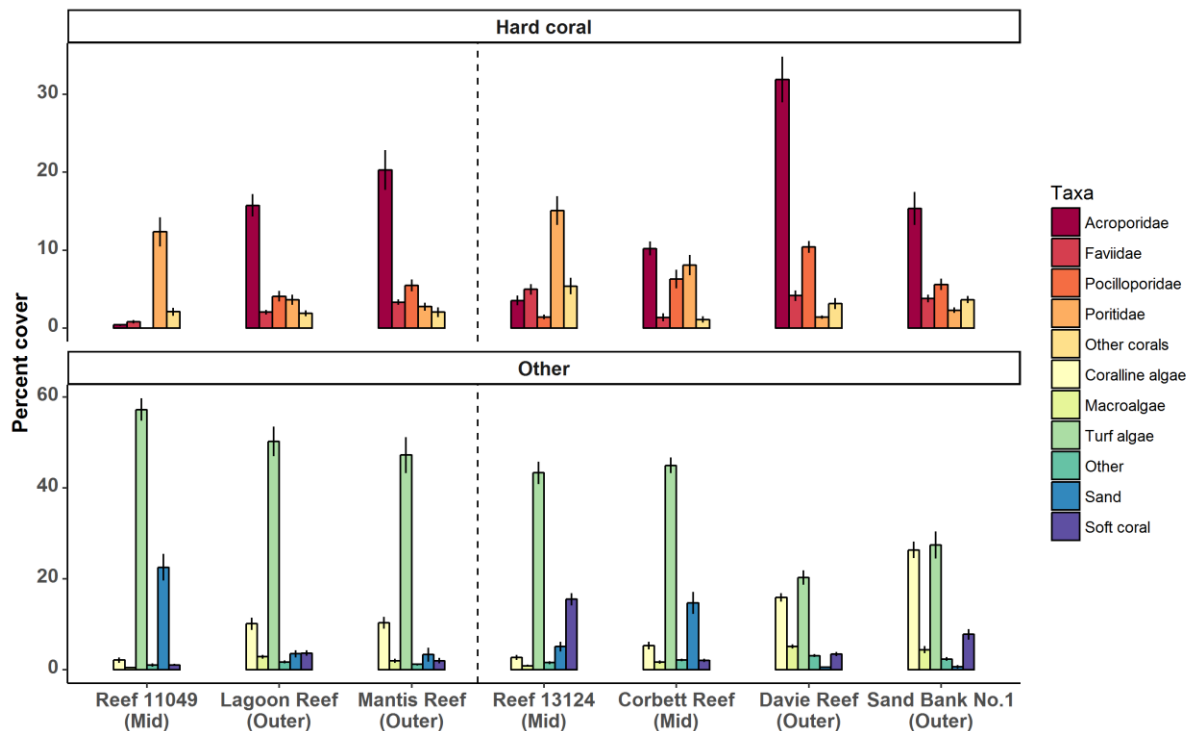 Hard coral
Percent cover
30
20
10
0
Other
60
40
20
0
Reef 11049
(Mid)
Lagoon Reef
(Outer)
Mantis Reef
(Outer)
Reef 13124
(Mid)
Corbett Reef
(Mid)
Davie Reef
(Outer)
Sand Bank No.1
(Outer)
Taxa
Acroporidae
Faviidae
Pocilloporidae
Poritidae
Other corals
Coralline algae
Macroalgae
Turf algae
Other
Sand
Soft coral